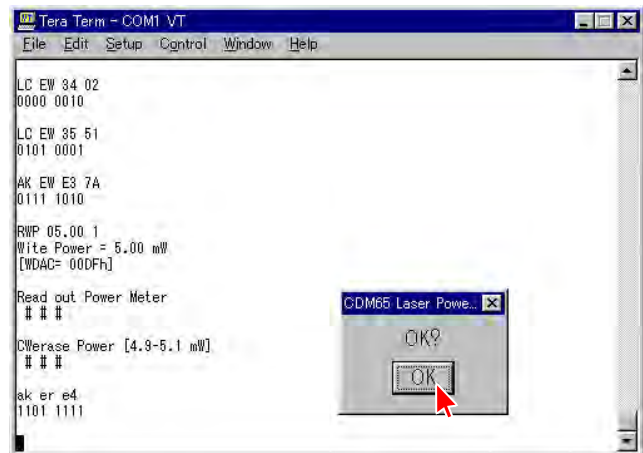 Tera Term - COM1 VT
File Edit Setup Control Window Help
LC EW 34 02
0000 0010
LC EW 35 51
0101 0001
AK EW E3 7A
0111 1010
RWP 05.00 1
Wite Power = 5.00 mW
[WDAC= 00DFh]
Read out Power Meter
# # #
CWerase Power [4.9-5.1 mW]
# # #
ak er e4
1101 1111
CDM65 Laser Powe...
OK?
OK